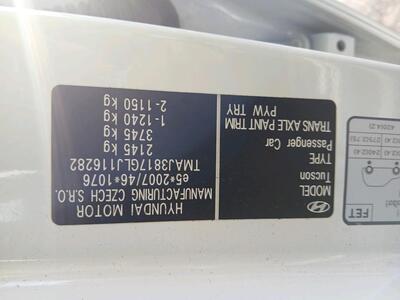 HYUNDAI MOTOR
MANUFACTURING CZECH S.R.O.
e5*2007/46*1076
TMAJ3817GLJ116282
2145 kg
3745 kg
1-1240 kg
2-1150 kg
MODEL
Tucson
TYPE
Passenger Car
TRANS AXLE PAINT TRIM
PYW TRY
FET